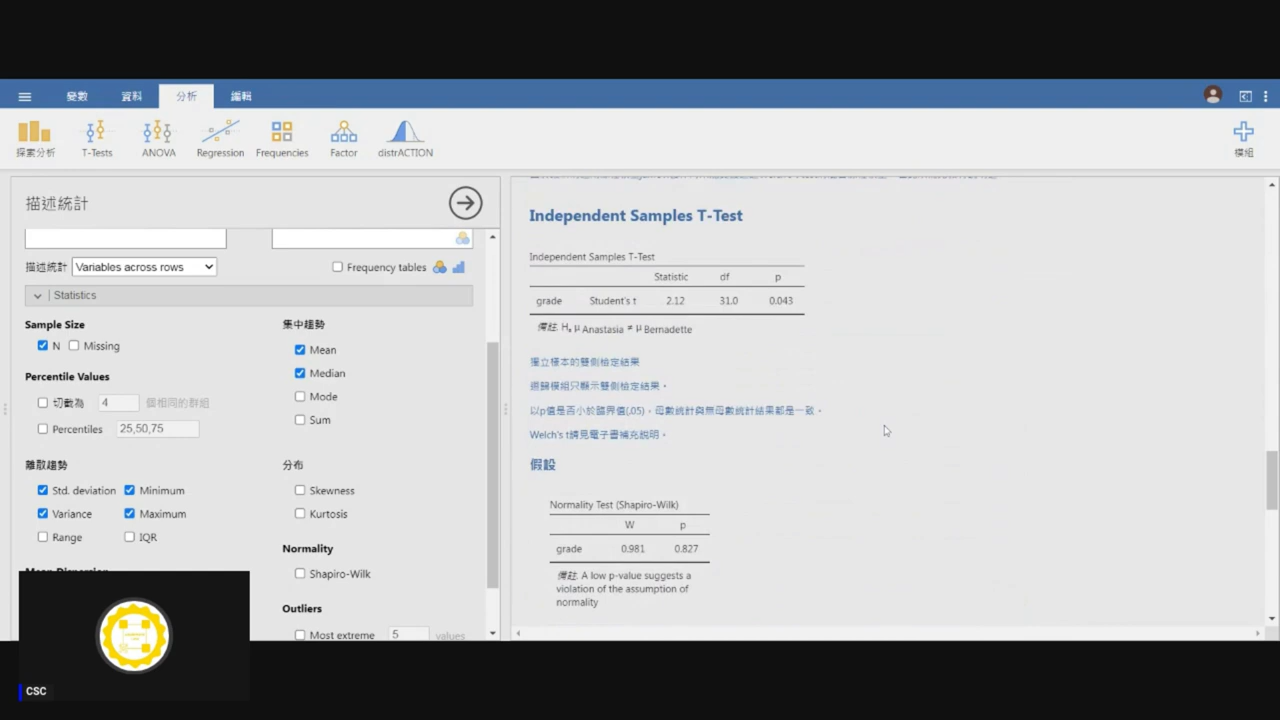 變數
資料
分析
編輯
探索分析
T-Tests
ANOVA
Regression
Frequencies
Factor
distrACTION
模組
描述統計
描述統計 Variables across rows
Frequency tables
Statistics
Sample Size
N
Missing
Percentile Values
切割為 4 個相同的群組
Percentiles 25,50,75
離散趨勢
Std. deviation
Minimum
Variance
Maximum
Range
IQR
集中趨勢
Mean
Median
Mode
Sum
分布
Skewness
Kurtosis
Normality
Shapiro-Wilk
Outliers
Most extreme 5 values
CSC
Independent Samples T-Test
Independent Samples T-Test
Statistic df p
grade Student's t 2.12 31.0 0.043
備註. Hₐ μ Anastasia ≠ μ Bernadette
獨立樣本的雙側檢定結果
迴歸模組只顯示雙側檢定結果。
以p值是否小於臨界值(.05)，母數統計與無母數統計結果都是一致。
Welch's t請見電子書補充說明。
假設
Normality Test (Shapiro-Wilk)
W p
grade 0.981 0.827
備註. A low p-value suggests a
violation of the assumption of
normality